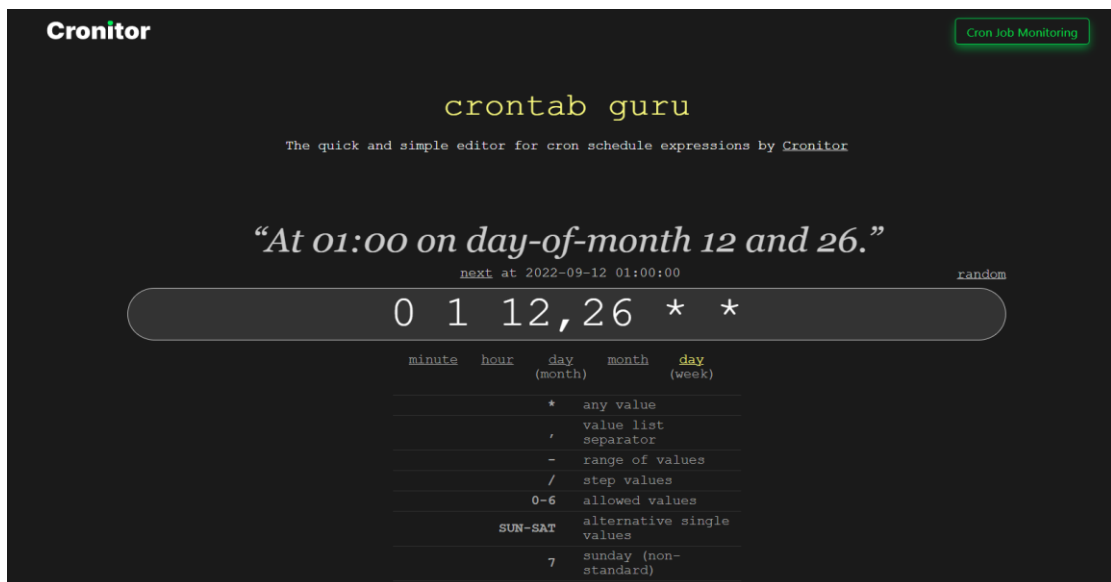 Cronitor
Cron Job Monitoring
crontab guru
The quick and simple editor for cron schedule expressions by Cronitor
“At 01:00 on day-of-month 12 and 26.”
next at 2022-09-12 01:00:00
random
0 1 12,26 * *
minute hour day month day
(month) (week)
* any value
, value list
separator
- range of values
/ step values
0-6 allowed values
SUN-SAT alternative single
values
7 sunday (non-
standard)